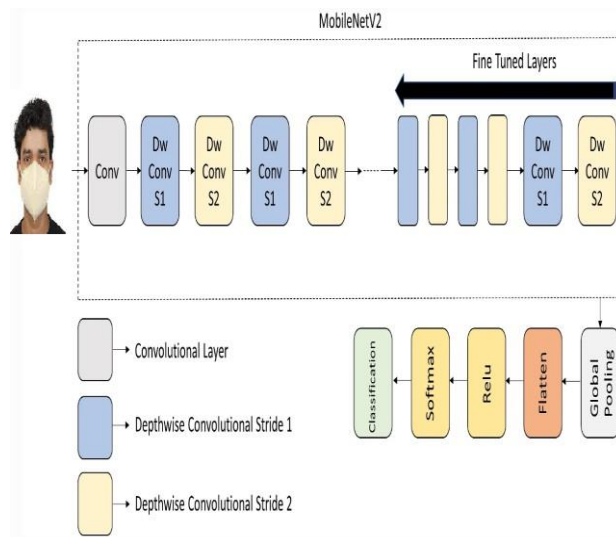 MobileNetV2
Fine Tuned Layers
Conv
Dw
Conv
S1
Dw
Conv
S2
Dw
Conv
S1
Dw
Conv
S2
Dw
Conv
S1
Dw
Conv
S2
Convolutional Layer
Depthwise Convolutional Stride 1
Depthwise Convolutional Stride 2
Classification
Softmax
Relu
Flatten
Global
Pooling